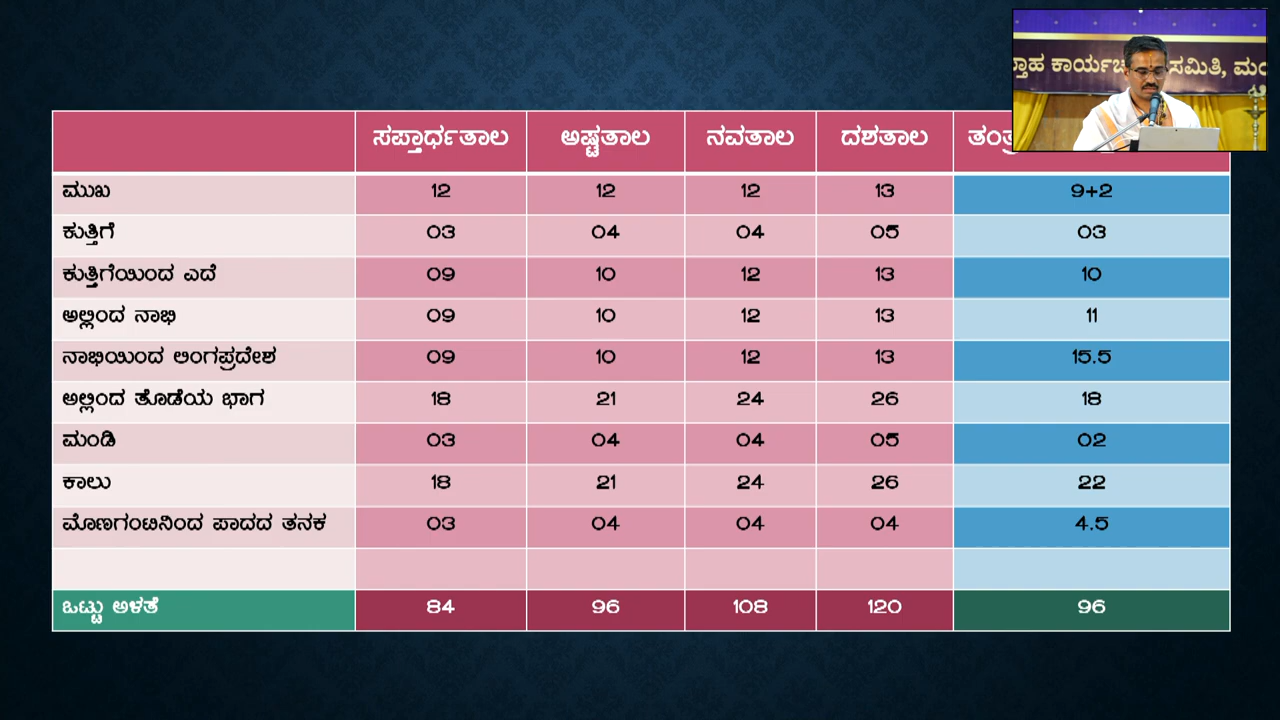 ಸಪ್ತಾರ್ಧತಾಲ ಅಷ್ಟತಾಲ ನವತಾಲ ದಶತಾಲ
ಮುಖ 12 12 12 13 9+2
ಕುತ್ತಿಗೆ 03 04 04 05 03
ಕುತ್ತಿಗೆಯಿಂದ ಎದೆ 09 10 12 13 10
ಅಲ್ಲಿಂದ ನಾಭಿ 09 10 12 13 11
ನಾಭಿಯಿಂದ ಲಿಂಗಪ್ರದೇಶ 09 10 12 13 15.5
ಅಲ್ಲಿಂದ ತೊಡೆಯ ಭಾಗ 18 21 24 26 18
ಮಂಡಿ 03 04 04 05 02
ಕಾಲು 18 21 24 26 22
ಮೊಣಗಂಟಿನಿಂದ ಪಾದದ ತನಕ 03 04 04 04 4.5
ಒಟ್ಟು ಅಳತೆ 84 96 108 120 96